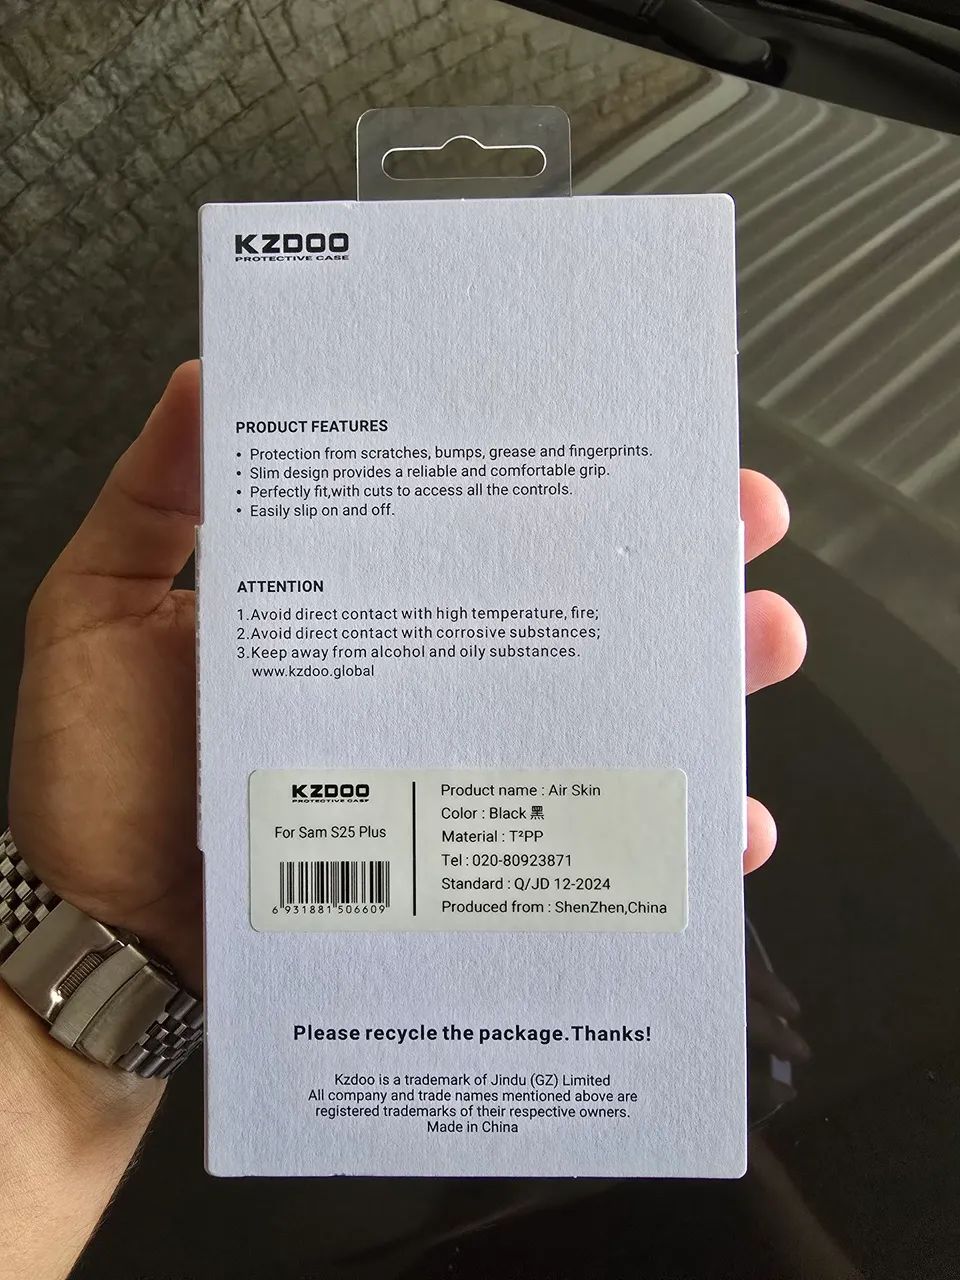 KZDOO
PROTECTIVE CASE
PRODUCT FEATURES
• Protection from scratches, bumps, grease and fingerprints.
• Slim design provides a reliable and comfortable grip.
• Perfectly fit,with cuts to access all the controls.
• Easily slip on and off.
ATTENTION
1.Avoid direct contact with high temperature, fire;
2.Avoid direct contact with corrosive substances;
3.Keep away from alcohol and oily substances.
www.kzdoo.global
KZDOO
PROTECTIVE CASE
For Sam S25 Plus
6 931881 506609
Product name : Air Skin
Color : Black 黑
Material : T²PP
Tel : 020-80923871
Standard : Q/JD 12-2024
Produced from : ShenZhen,China
Please recycle the package.Thanks!
Kzdoo is a trademark of Jindu (GZ) Limited
All company and trade names mentioned above are
registered trademarks of their respective owners.
Made in China